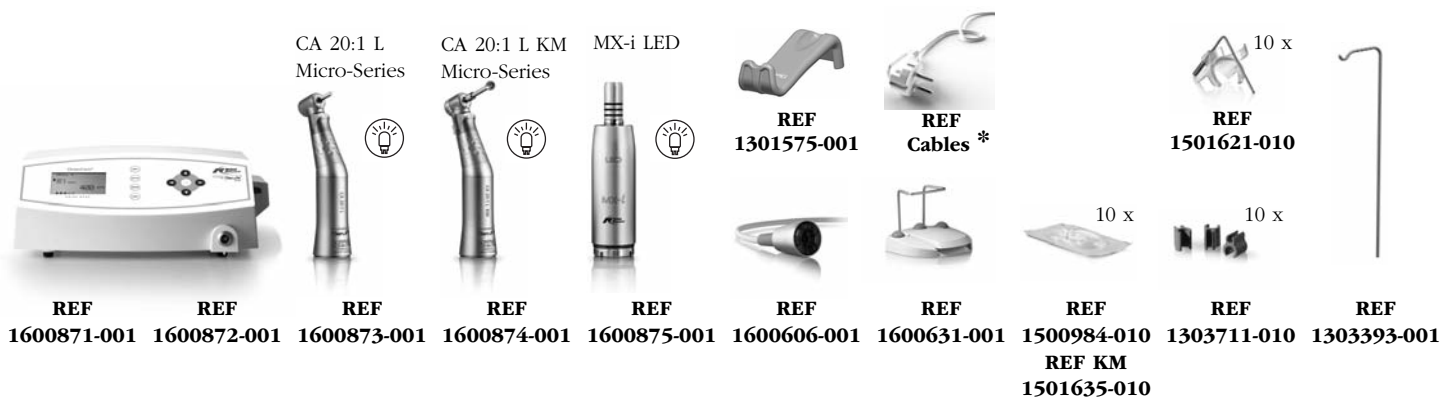 CA 20:1 L
Micro-Series
CA 20:1 L KM
Micro-Series
MX-i LED
REF
1301575-001
REF
Cables *
10 x
REF
1501621-010
LED
MX-i
10 x
10 x
REF
1600871-001
REF
1600872-001
REF
1600873-001
REF
1600874-001
REF
1600875-001
REF
1600606-001
REF
1600631-001
REF
1500984-010
REF KM
1501635-010
REF
1303711-010
REF
1303393-001